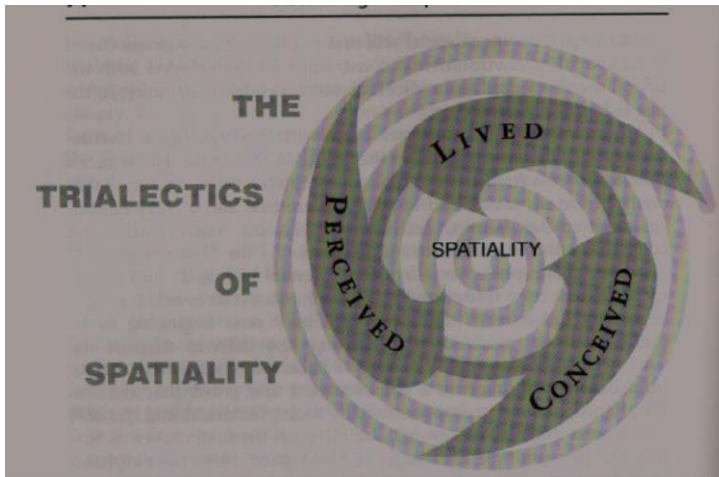 THE
TRIALECTICS
OF
SPATIALITY
LIVED
PERCEIVED
SPATIALITY
CONCEIVED